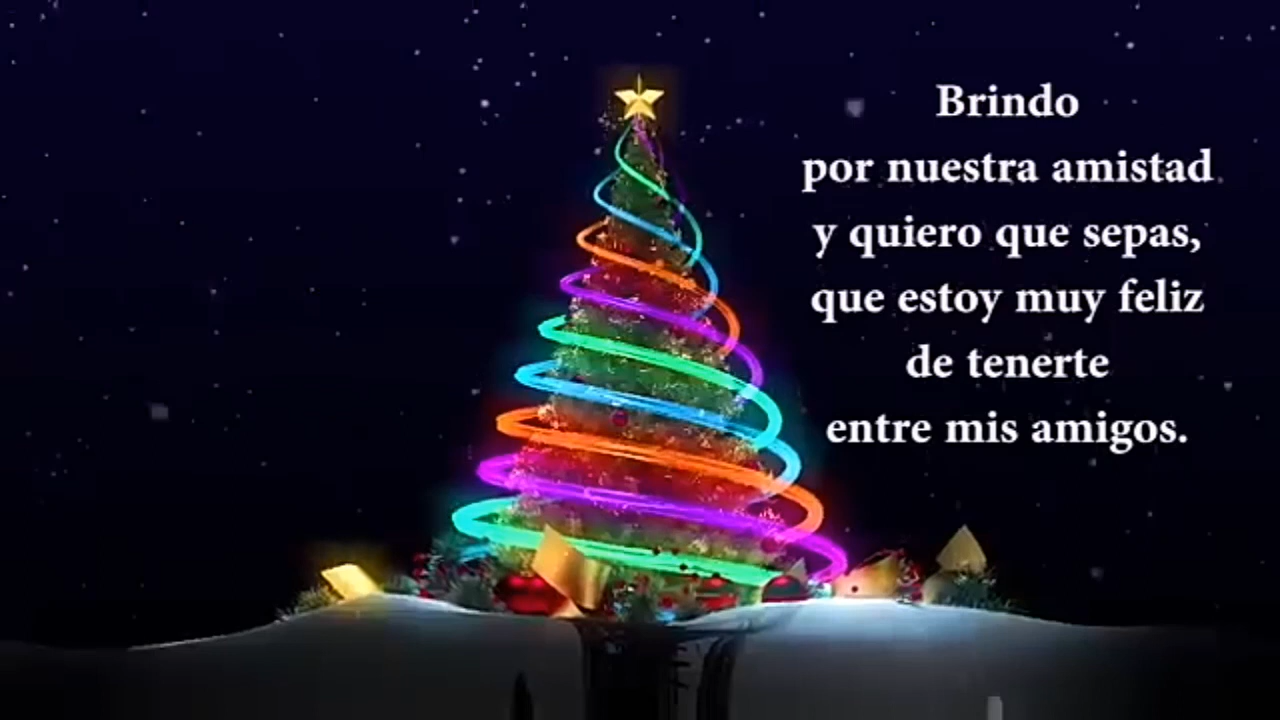 Brindo
por nuestra amistad
y quiero que sepas,
que estoy muy feliz
de tenerte
entre mis amigos.